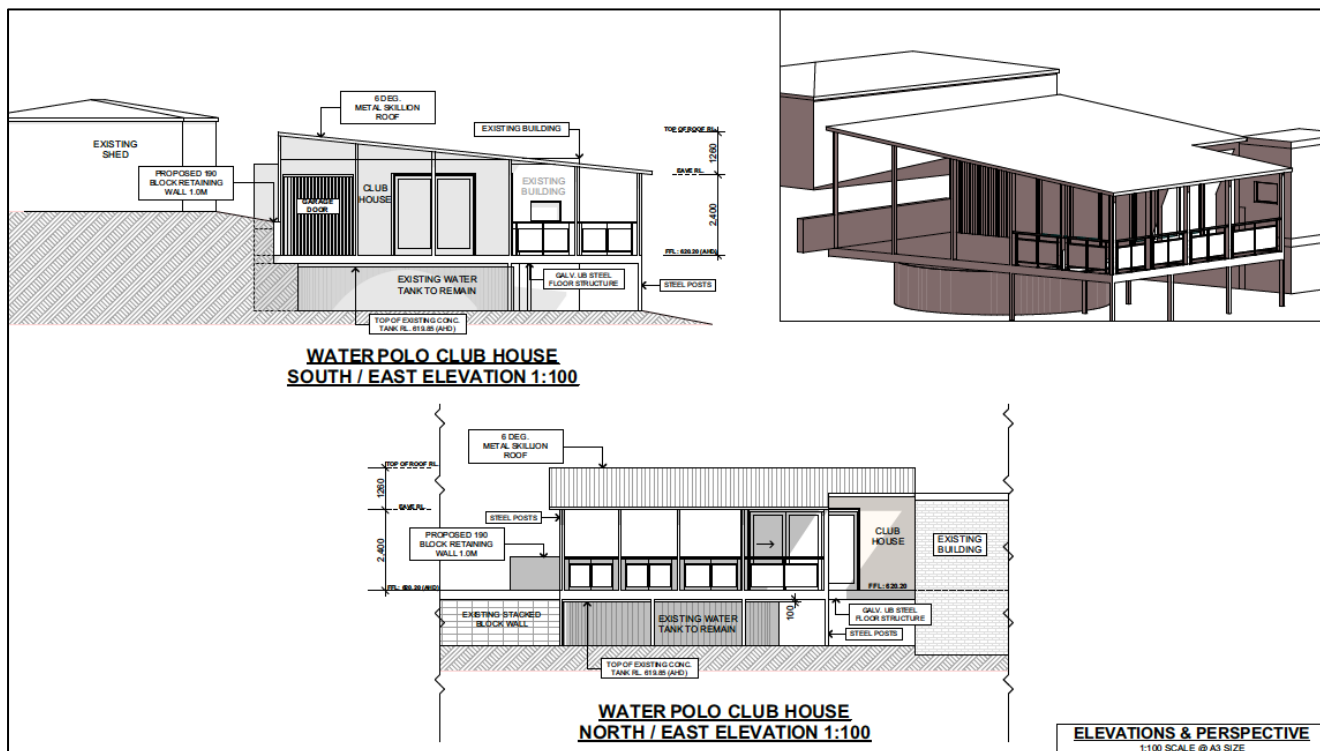 6 DEG.
METAL SKILLION
ROOF
EXISTING BUILDING
EXISTING
SHED
PROPOSED 190
BLOCK RETAINING
WALL 1.0M
GARAGE
DOOR
CLUB
HOUSE
EXISTING
BUILDING
TOP OF ROOF RL.
1260
EAVE RL.
2,400
FFL: 620.20 (AHD)
EXISTING WATER
TANK TO REMAIN
GALV. UB STEEL
FLOOR STRUCTURE
STEEL POSTS
TOP OF EXISTING CONC.
TANK RL. 619.85 (AHD)
WATER POLO CLUB HOUSE
SOUTH / EAST ELEVATION 1:100
6 DEG.
METAL SKILLION
ROOF
TOP OF ROOF RL.
1260
EAVE RL.
2,400
FFL: 620.20 (AHD)
STEEL POSTS
PROPOSED 190
BLOCK RETAINING
WALL 1.0M
CLUB
HOUSE
EXISTING
BUILDING
FFL: 620.20
EXISTING STACKED
BLOCK WALL
EXISTING WATER
TANK TO REMAIN
100
GALV. UB STEEL
FLOOR STRUCTURE
STEEL POSTS
TOP OF EXISTING CONC.
TANK RL. 619.85 (AHD)
WATER POLO CLUB HOUSE
NORTH / EAST ELEVATION 1:100
ELEVATIONS & PERSPECTIVE
1:100 SCALE @ A3 SIZE